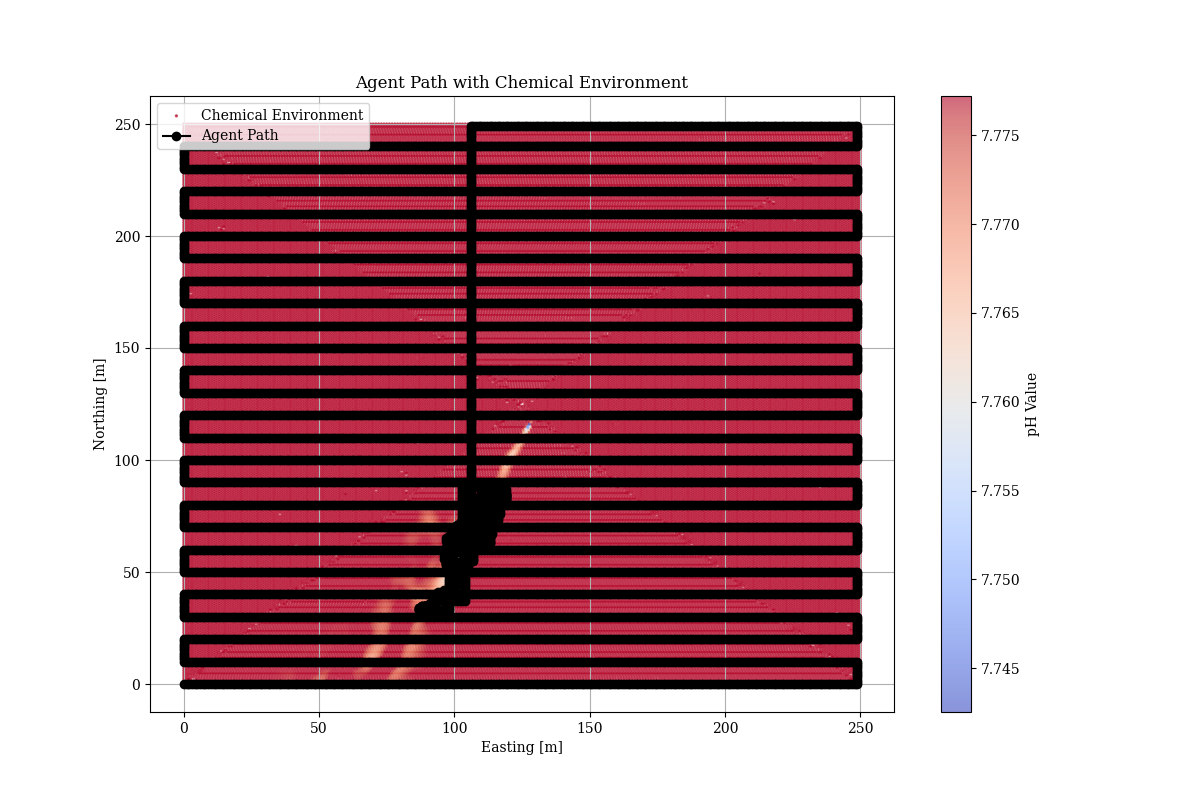 Agent Path with Chemical Environment
Chemical Environment
Agent Path
250
200
150
100
50
0
Northing [m]
0 50 100 150 200 250
Easting [m]
7.775
7.770
7.765
7.760
7.755
7.750
7.745
pH Value